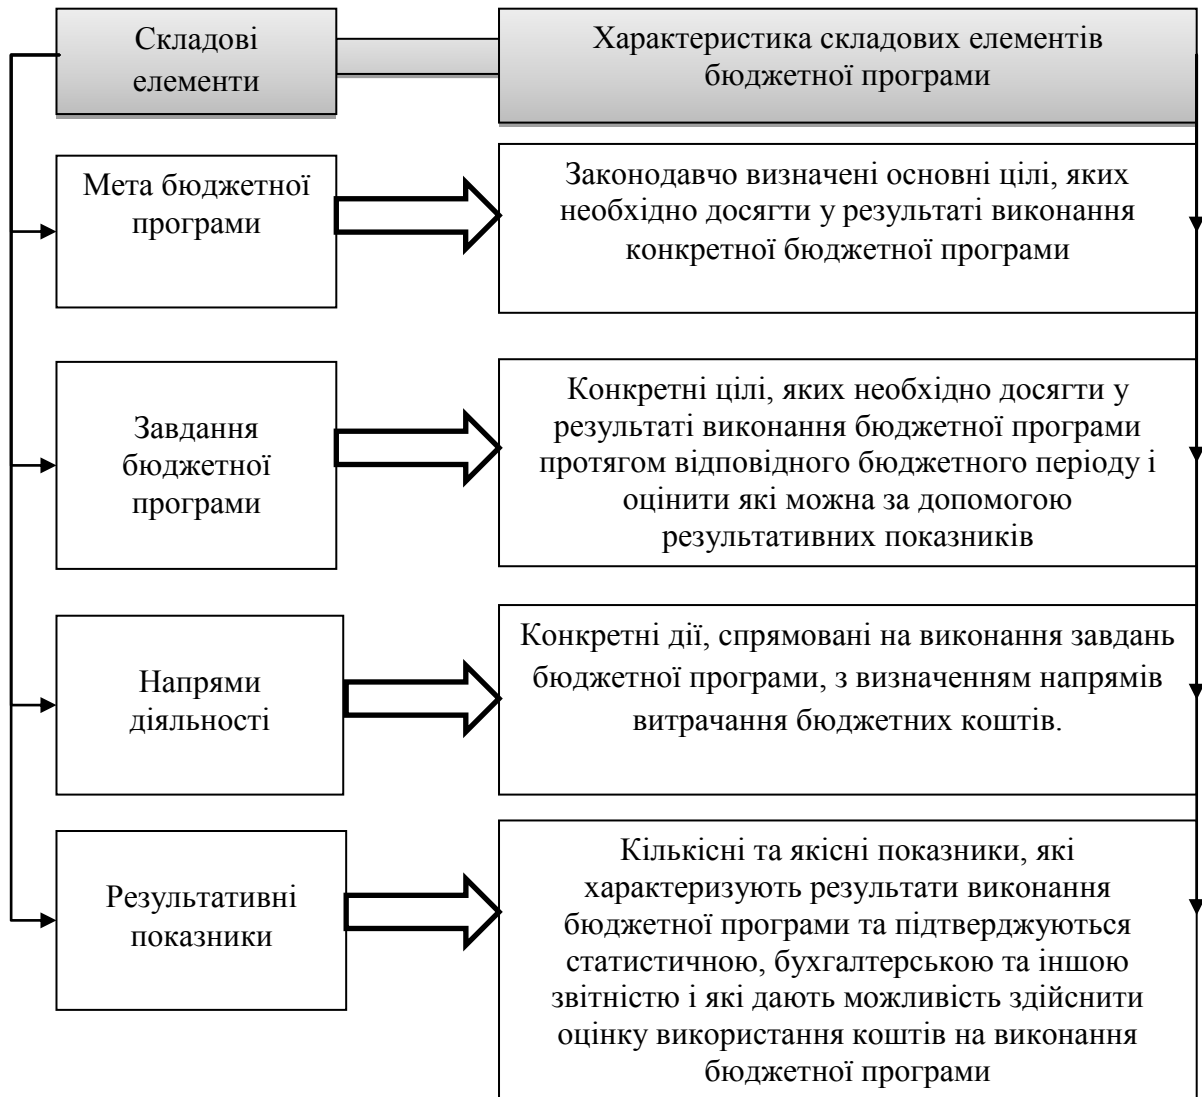 Складові
елементи
Характеристика складових елементів
бюджетної програми
Мета бюджетної
програми
Законодавчо визначені основні цілі, яких
необхідно досягти у результаті виконання
конкретної бюджетної програми
Завдання
бюджетної
програми
Конкретні цілі, яких необхідно досягти у
результаті виконання бюджетної програми
протягом відповідного бюджетного періоду і
оцінити які можна за допомогою
результативних показників
Напрями
діяльності
Конкретні дії, спрямовані на виконання завдань
бюджетної програми, з визначенням напрямів
витрачання бюджетних коштів.
Результативні
показники
Кількісні та якісні показники, які
характеризують результати виконання
бюджетної програми та підтверджуються
статистичною, бухгалтерською та іншою
звітністю і які дають можливість здійснити
оцінку використання коштів на виконання
бюджетної програми